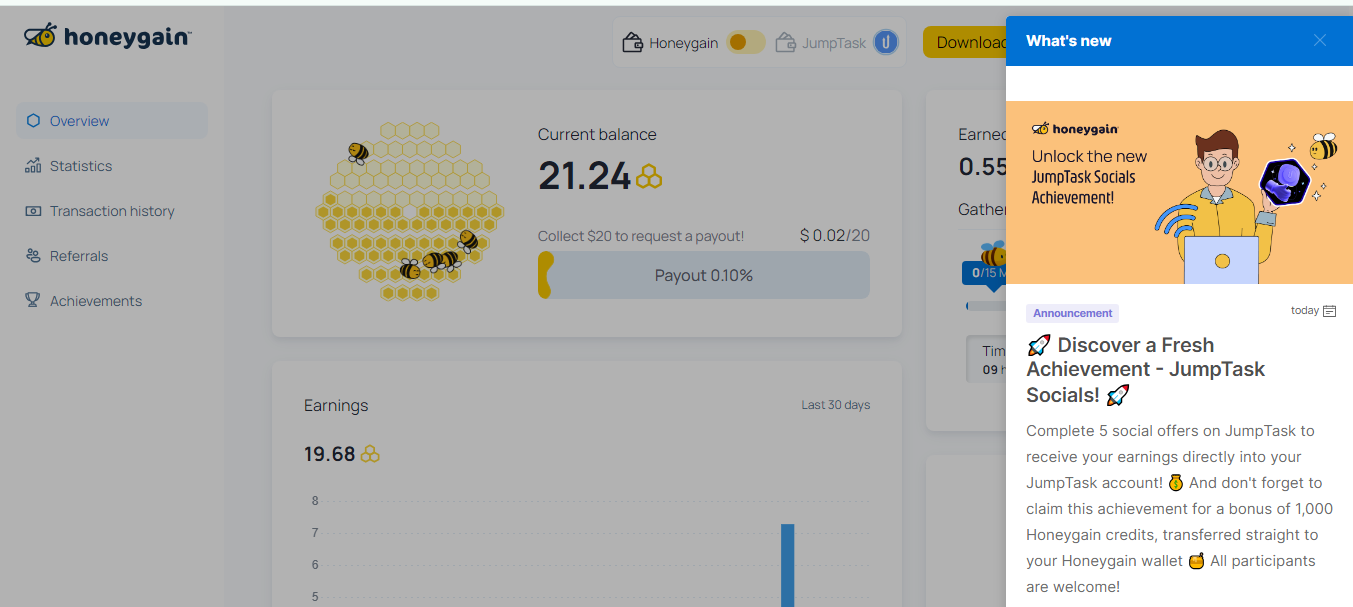 honeygain
Honeygain
JumpTask
Download
What's new
Overview
Statistics
Transaction history
Referrals
Achievements
Current balance
21.24
Collect $20 to request a payout!
$ 0.02/20
Payout 0.10%
Earnings
Last 30 days
19.68
8
7
6
5
0.55
0/15 M
09 h
honeygain
Unlock the new
JumpTask Socials
Achievement!
Announcement
today
🚀 Discover a Fresh
Achievement - JumpTask
Socials! 🚀
Complete 5 social offers on JumpTask to
receive your earnings directly into your
JumpTask account! 💰 And don't forget to
claim this achievement for a bonus of 1,000
Honeygain credits, transferred straight to
your Honeygain wallet 🍯 All participants
are welcome!